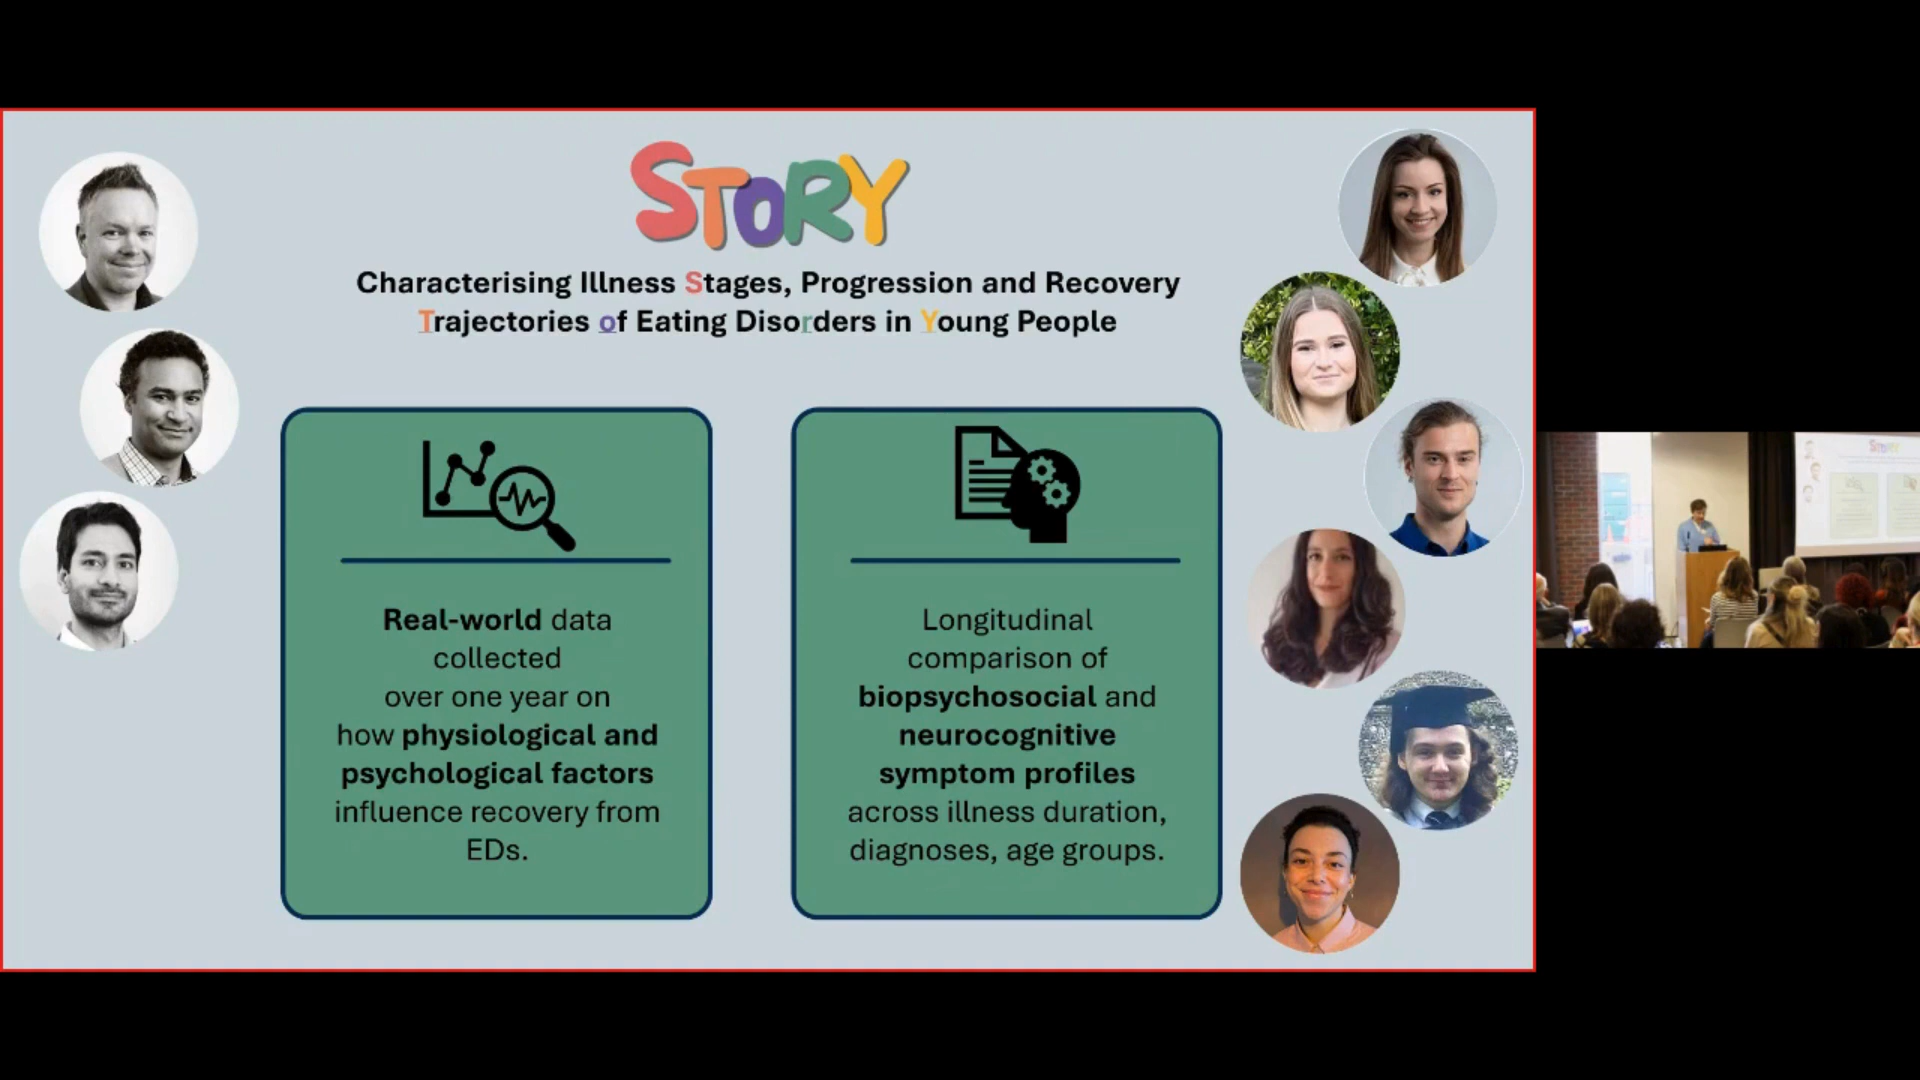 STORY
Characterising Illness Stages, Progression and Recovery
Trajectories of Eating Disorders in Young People
Real-world data
collected
over one year on
how physiological and
psychological factors
influence recovery from
EDs.
Longitudinal
comparison of
biopsychosocial and
neurocognitive
symptom profiles
across illness duration,
diagnoses, age groups.
STORY